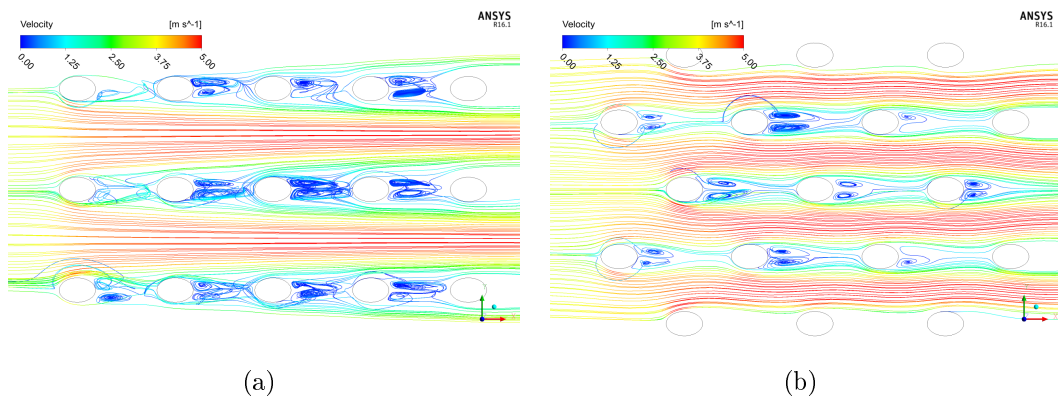 Velocity [m s^-1]
0.00 1.25 2.50 3.75 5.00
ANSYS
R16.1
Velocity [m s^-1]
0.00 1.25 2.50 3.75 5.00
ANSYS
R16.1
(a)
(b)